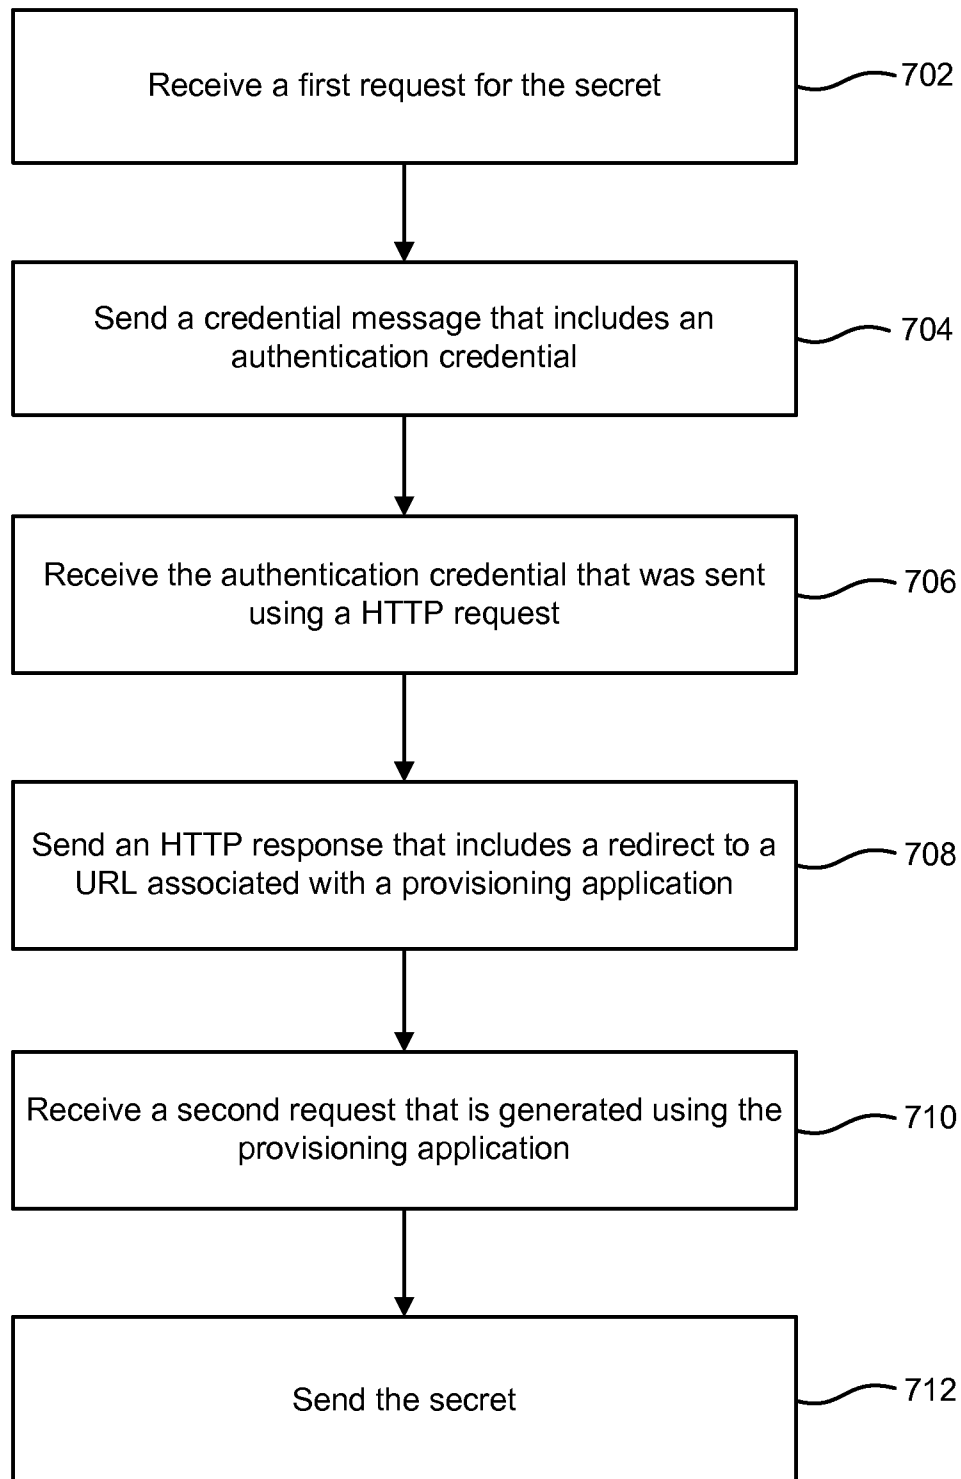 Receive a first request for the secret
702
Send a credential message that includes an
authentication credential
704
Receive the authentication credential that was sent
using a HTTP request
706
Send an HTTP response that includes a redirect to a
URL associated with a provisioning application
708
Receive a second request that is generated using the
provisioning application
710
Send the secret
712